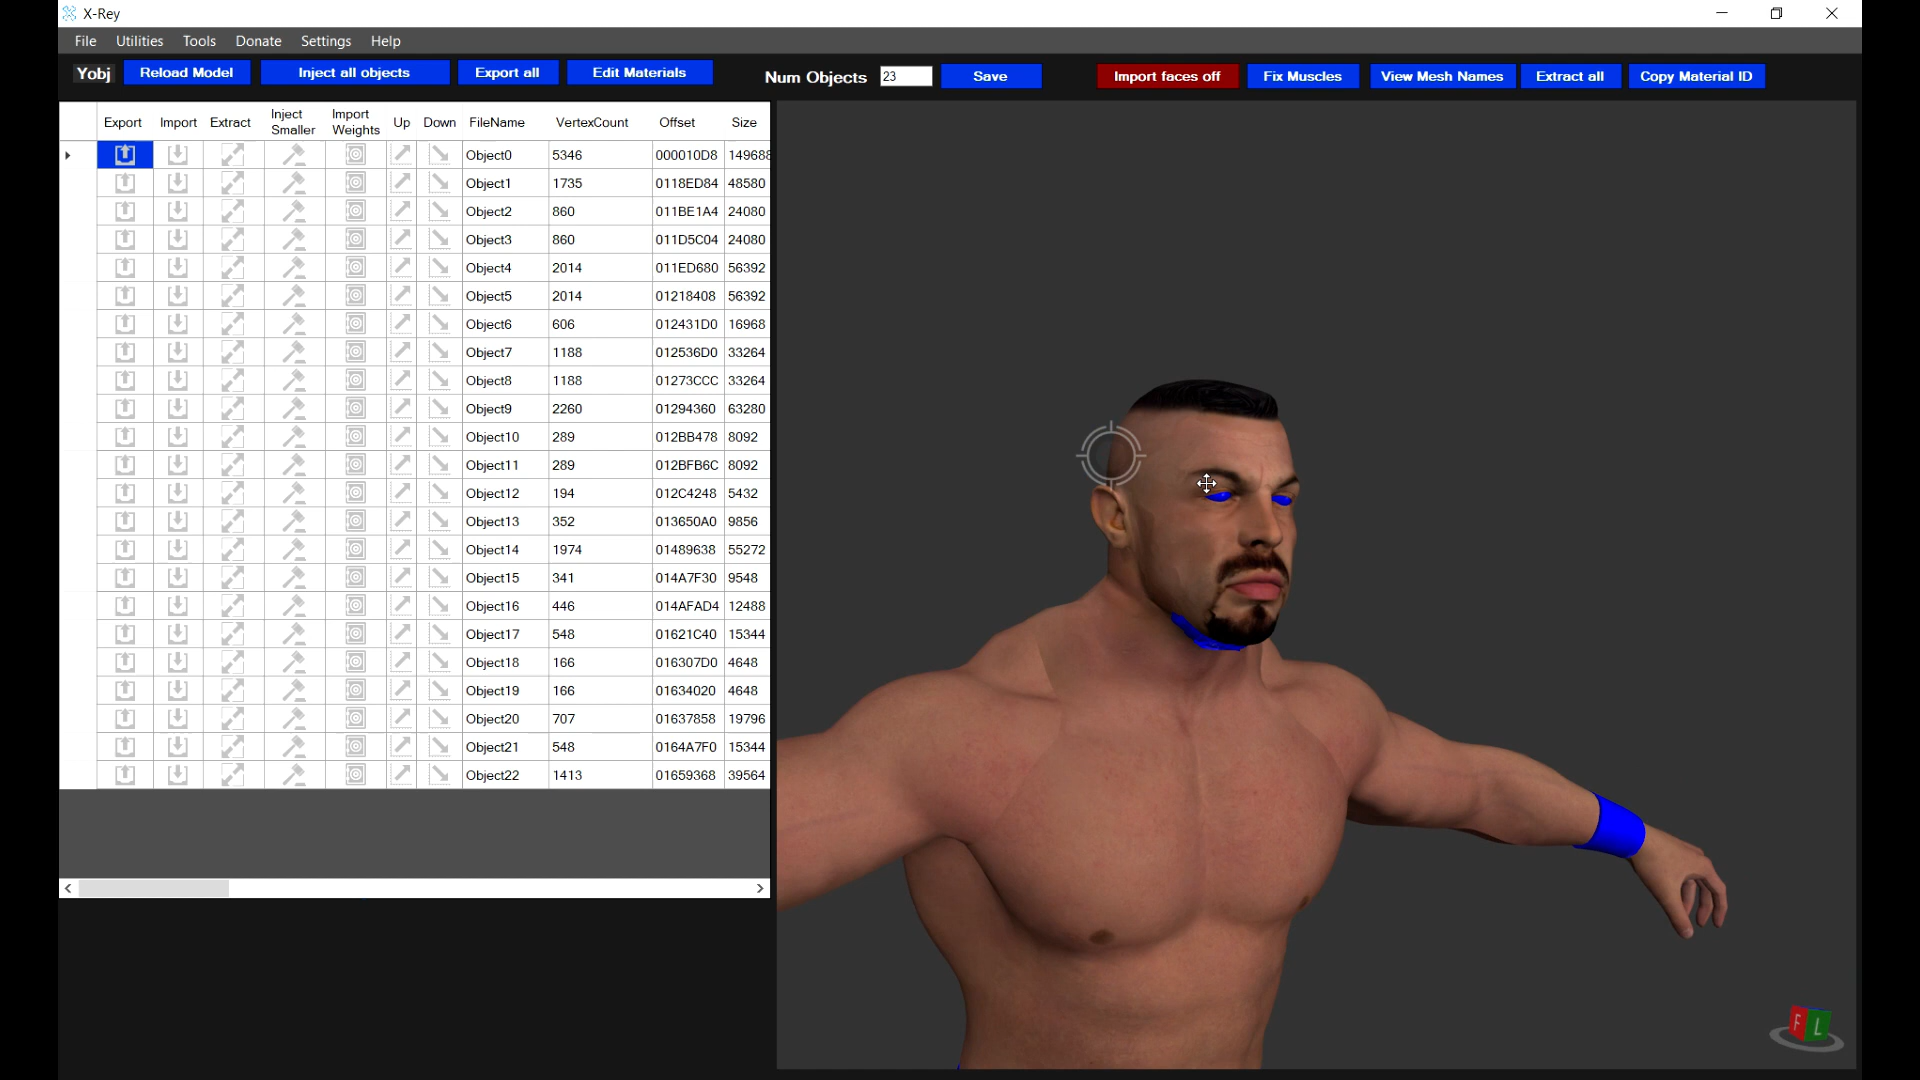 X-Rey
File Utilities Tools Donate Settings Help
Yobj Reload Model Inject all objects Export all Edit Materials Num Objects 23 Save Import faces off Fix Muscles View Mesh Names Extract all Copy Material ID
Export Import Extract Inject Smaller Import Weights Up Down FileName VertexCount Offset Size
Object0 5346 000010D8 149688
Object1 1735 0118ED84 48580
Object2 860 011BE1A4 24080
Object3 860 011D5C04 24080
Object4 2014 011ED680 56392
Object5 2014 01218408 56392
Object6 606 012431D0 16968
Object7 1188 012536D0 33264
Object8 1188 01273CCC 33264
Object9 2260 01294360 63280
Object10 289 012BB478 8092
Object11 289 012BFB6C 8092
Object12 194 012C4248 5432
Object13 352 013650A0 9856
Object14 1974 01489638 55272
Object15 341 014A7F30 9548
Object16 446 014AFAD4 12488
Object17 548 01621C40 15344
Object18 166 016307D0 4648
Object19 166 01634020 4648
Object20 707 01637858 19796
Object21 548 0164A7F0 15344
Object22 1413 01659368 39564
F L